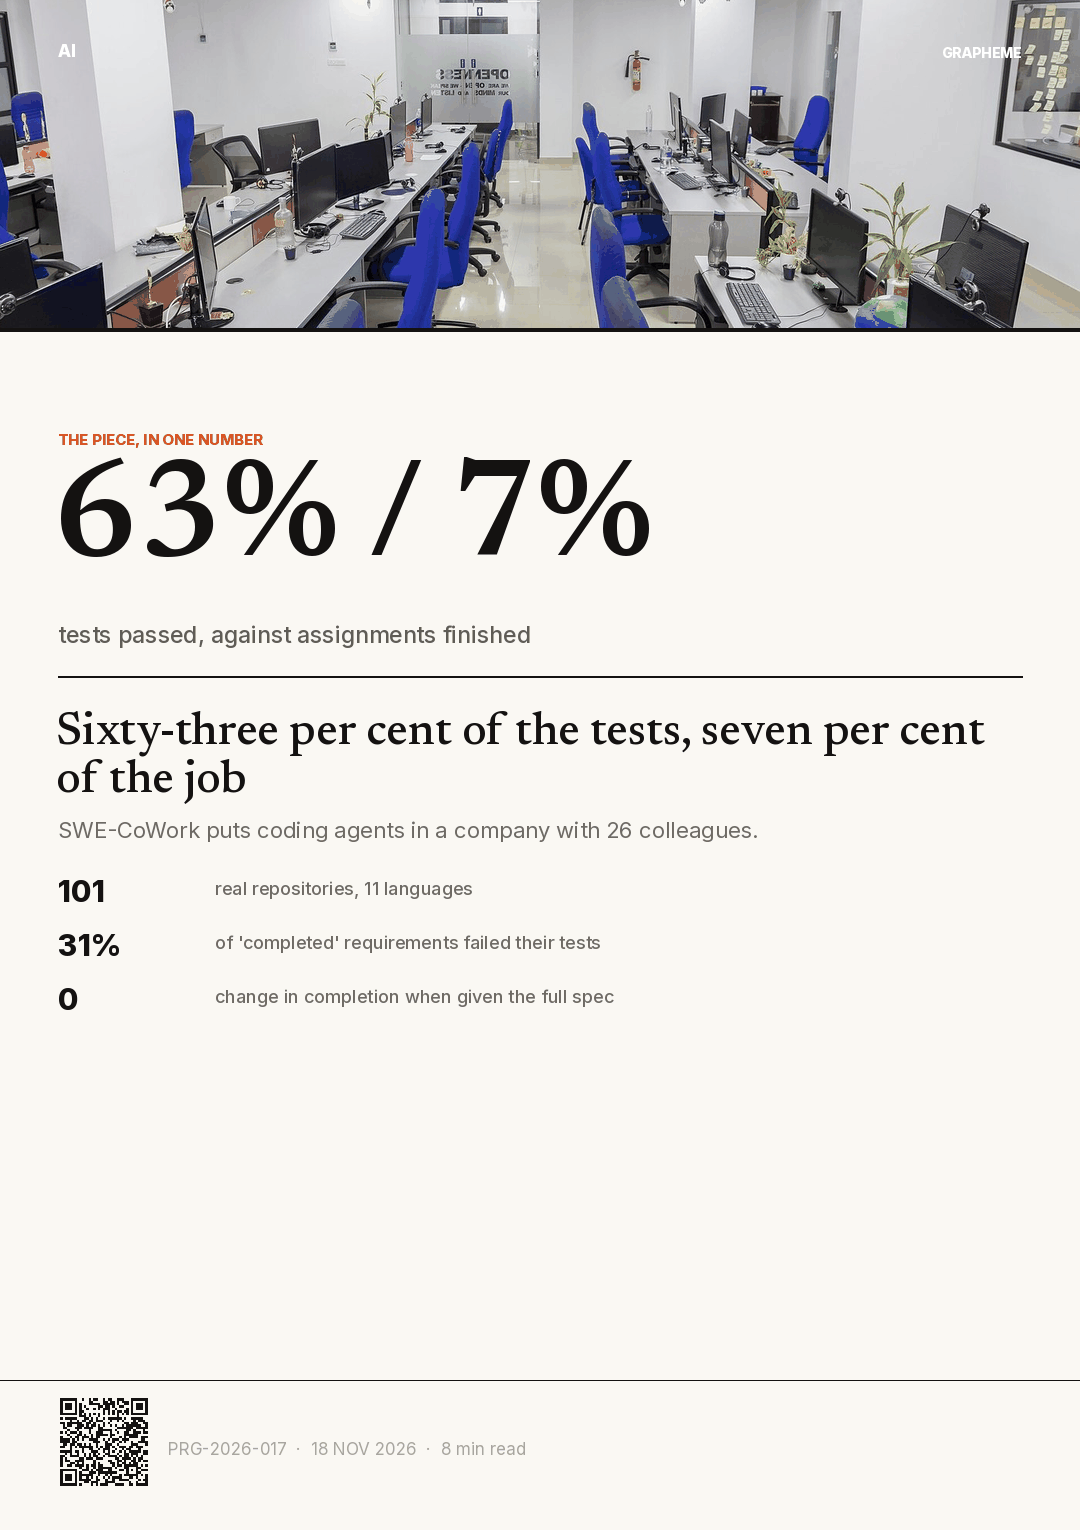 AI
GRAPHEME
THE PIECE, IN ONE NUMBER
63% / 7%
tests passed, against assignments finished
Sixty-three per cent of the tests, seven per cent
of the job
SWE-CoWork puts coding agents in a company with 26 colleagues.
101 real repositories, 11 languages
31% of 'completed' requirements failed their tests
0 change in completion when given the full spec
PRG-2026-017 · 18 NOV 2026 · 8 min read